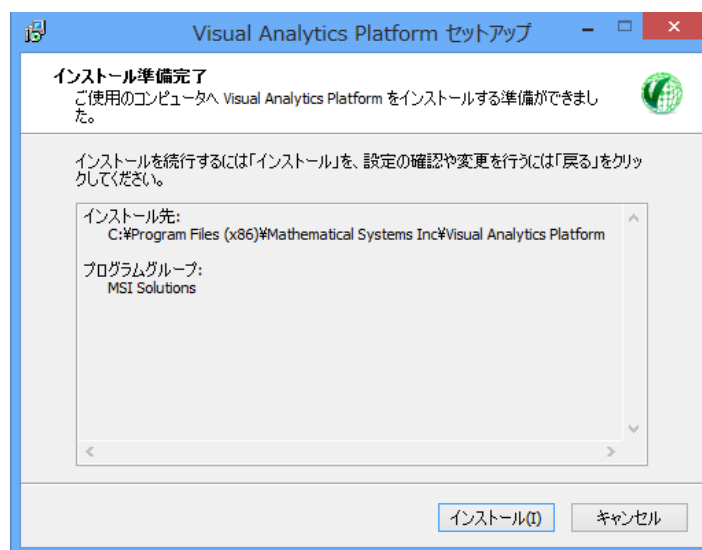 Visual Analytics Platform セットアップ
インストール準備完了
ご使用のコンピュータへ Visual Analytics Platform をインストールする準備ができまし
た。
インストールを続行するには「インストール」を、設定の確認や変更を行うには「戻る」をクリッ
クしてください。
インストール先:
C:¥Program Files (x86)¥Mathematical Systems Inc¥Visual Analytics Platform
プログラムグループ:
MSI Solutions
インストール(I)
キャンセル